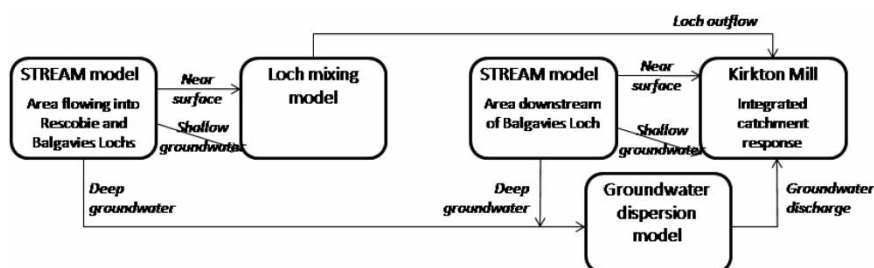 Loch outflow
STREAM model
Area flowing into
Rescobie and
Balgavies Lochs
Near
surface
Shallow
groundwater
Loch mixing
model
STREAM model
Area downstream
of Balgavies Loch
Near
surface
Shallow
groundwater
Kirkton Mill
Integrated
catchment
response
Deep
groundwater
Deep
groundwater
Groundwater
dispersion
model
Groundwater
discharge